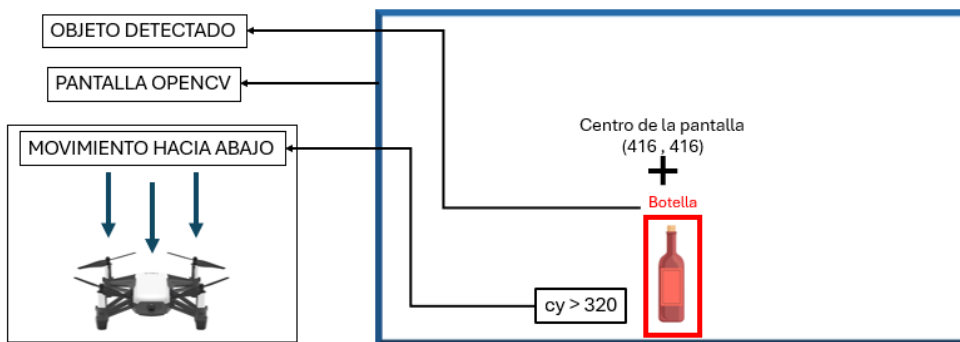 OBJETO DETECTADO
PANTALLA OPENCV
MOVIMIENTO HACIA ABAJO
Centro de la pantalla
(416 , 416)
Botella
cy > 320